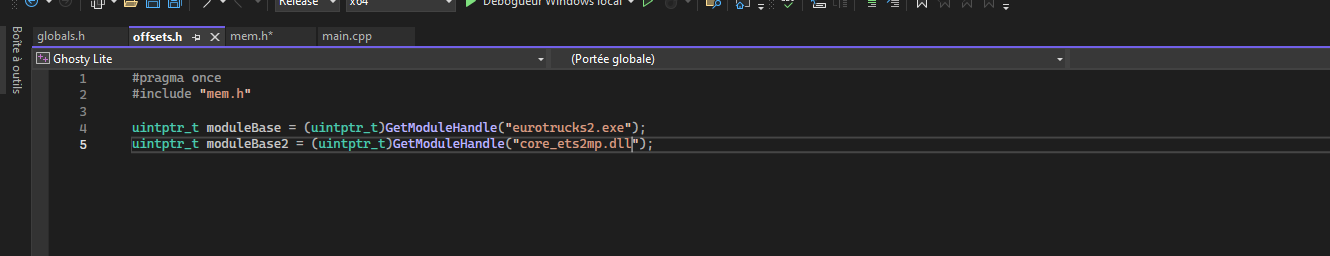 Release x64 Débogueur Windows local
globals.h offsets.h mem.h* main.cpp
Boîte à outils
Ghosty Lite (Portée globale)
1 #pragma once
2 #include "mem.h"
3
4 uintptr_t moduleBase = (uintptr_t)GetModuleHandle("eurotrucks2.exe");
5 uintptr_t moduleBase2 = (uintptr_t)GetModuleHandle("core_ets2mp.dll");